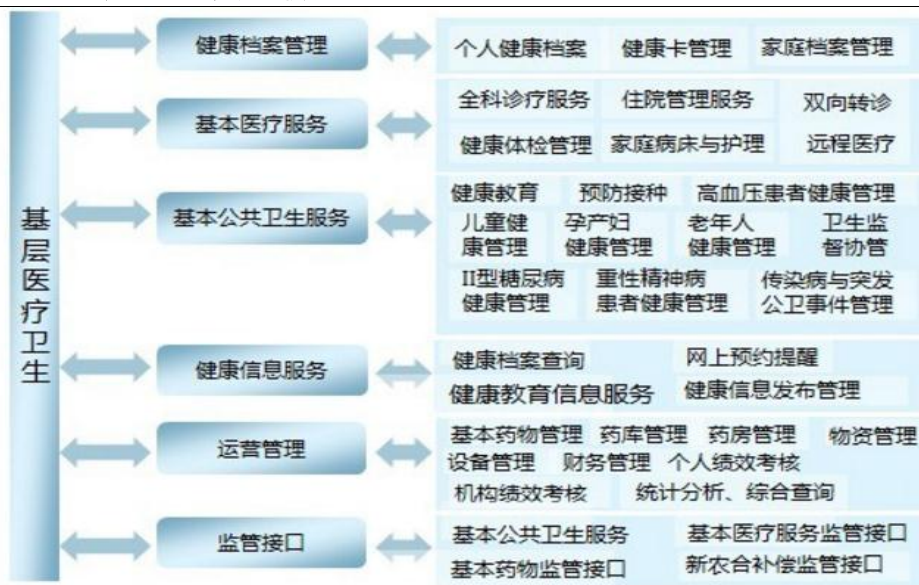 基层医疗卫生
健康档案管理
个人健康档案 健康卡管理 家庭档案管理
基本医疗服务
全科诊疗服务 住院管理服务 双向转诊
健康体检管理 家庭病床与护理 远程医疗
基本公共卫生服务
健康教育 预防接种 高血压患者健康管理
儿童健康管理 孕产妇健康管理 老年人健康管理 卫生监督协管
II型糖尿病健康管理 重性精神病患者健康管理 传染病与突发公卫事件管理
健康信息服务
健康档案查询 网上预约提醒
健康教育信息服务 健康信息发布管理
运营管理
基本药物管理 药库管理 药房管理 物资管理
设备管理 财务管理 个人绩效考核
机构绩效考核 统计分析、综合查询
监管接口
基本公共卫生服务 基本医疗服务监管接口
基本药物监管接口 新农合补偿监管接口